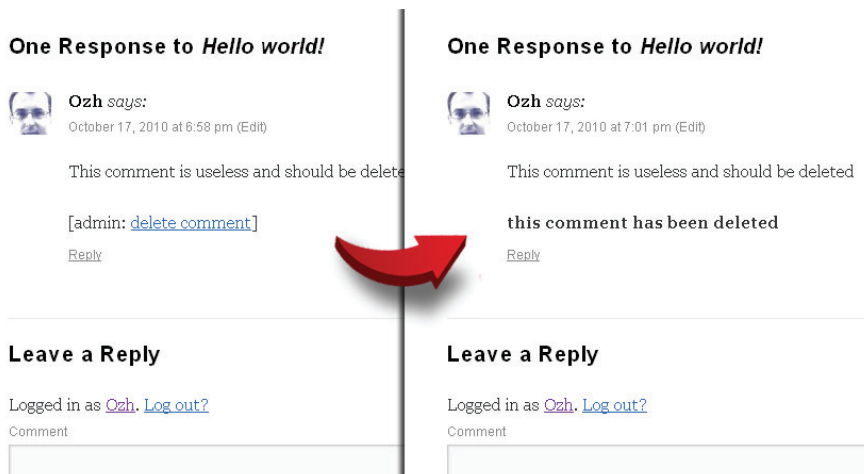 One Response to Hello world!
Ozh says:
October 17, 2010 at 6:58 pm (Edit)
This comment is useless and should be delete
[admin: delete comment]
Reply
Leave a Reply
Logged in as Ozh. Log out?
Comment
One Response to Hello world!
Ozh says:
October 17, 2010 at 7:01 pm (Edit)
This comment is useless and should be deleted
this comment has been deleted
Reply
Leave a Reply
Logged in as Ozh. Log out?
Comment